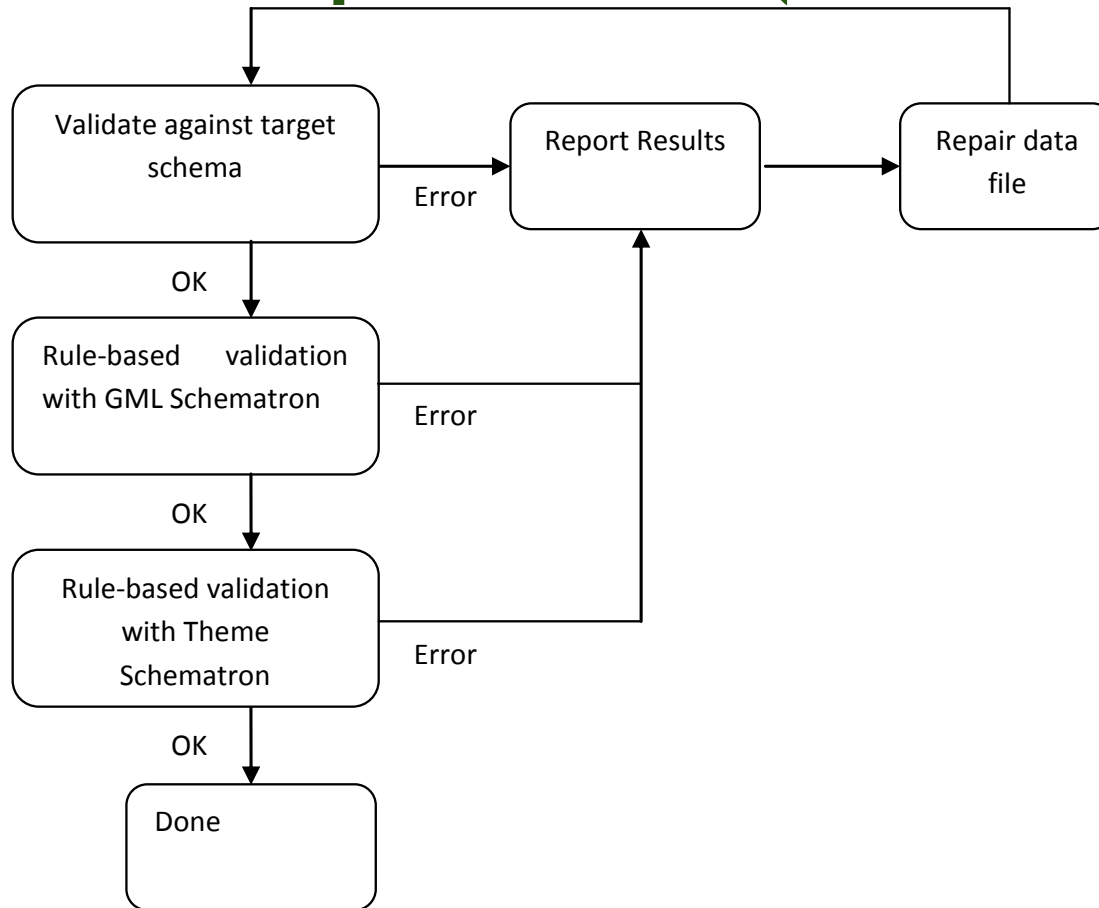 Validate against target
schema
Error
Report Results
Repair data
file
OK
Rule-based validation
with GML Schematron
Error
OK
Rule-based validation
with Theme
Schematron
Error
OK
Done